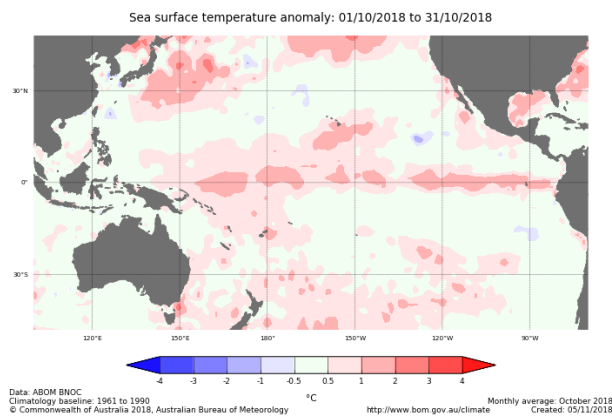 Sea surface temperature anomaly: 01/10/2018 to 31/10/2018
30°N
0°
30°S
120°E 150°E 180° 150°W 120°W 90°W
-4 -3 -2 -1 -0.5 0.5 1 2 3 4
°C
Data: ABOM BNOC
Climatology baseline: 1961 to 1990 Monthly average: October 2018
© Commonwealth of Australia 2018, Australian Bureau of Meteorology http://www.bom.gov.au/climate Created: 05/11/2018